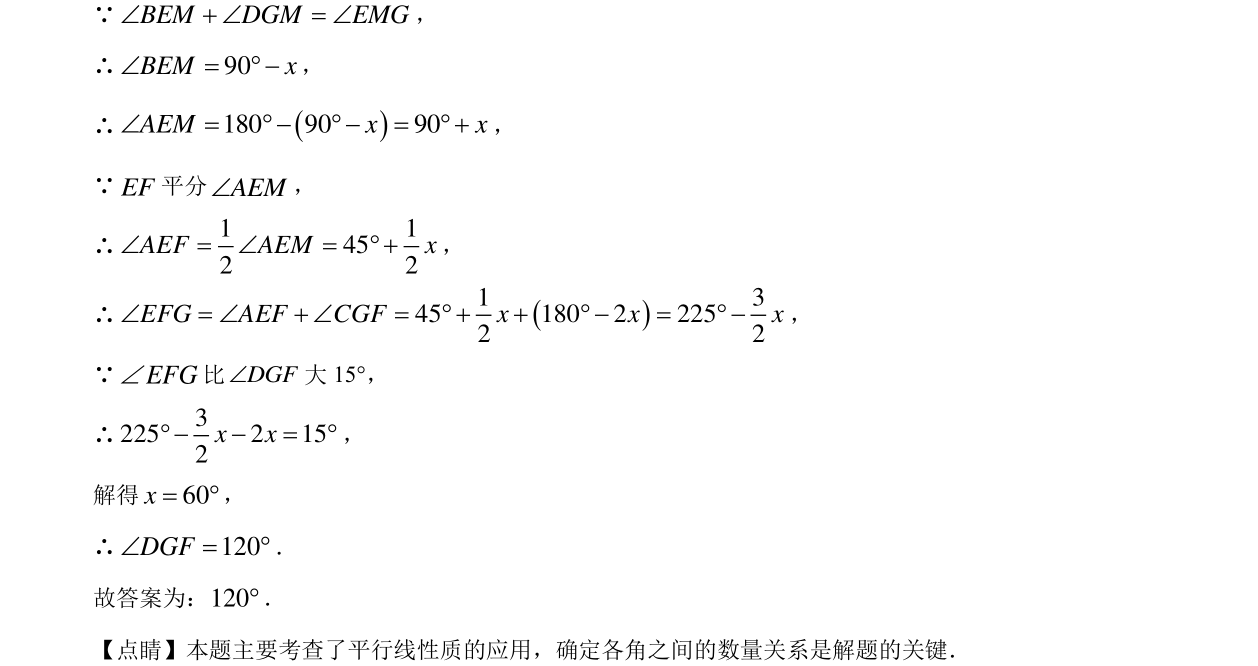 ∵ ∠BEM + ∠DGM = ∠EMG，
∴ ∠BEM = 90° − x，
∴ ∠AEM = 180° − (90° − x) = 90° + x，
∵ EF 平分 ∠AEM，
∴ ∠AEF = 1/2 ∠AEM = 45° + 1/2 x，
∴ ∠EFG = ∠AEF + ∠CGF = 45° + 1/2 x + (180° − 2x) = 225° − 3/2 x，
∵ ∠EFG 比 ∠DGF 大 15°，
∴ 225° − 3/2 x − 2x = 15°，
解得 x = 60°，
∴ ∠DGF = 120°．
故答案为：120°．
【点睛】本题主要考查了平行线性质的应用，确定各角之间的数量关系是解题的关键．